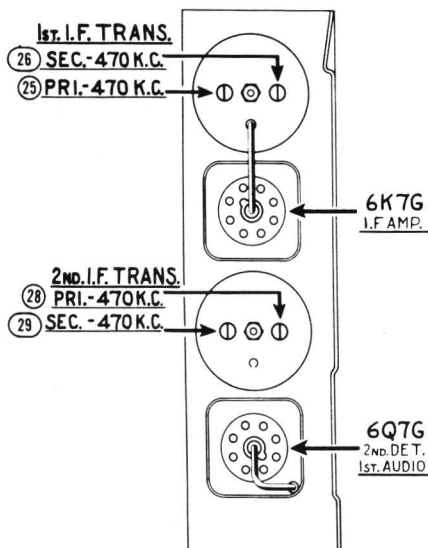 1ST. I.F. TRANS.
26 SEC.-470 K.C.
25 PRI.-470 K.C.
6K7G
I.F AMP.
2ND. I.F. TRANS.
28 PRI.-470 K.C.
29 SEC.-470 K.C.
6Q7G
2ND. DET.
1ST. AUDIO